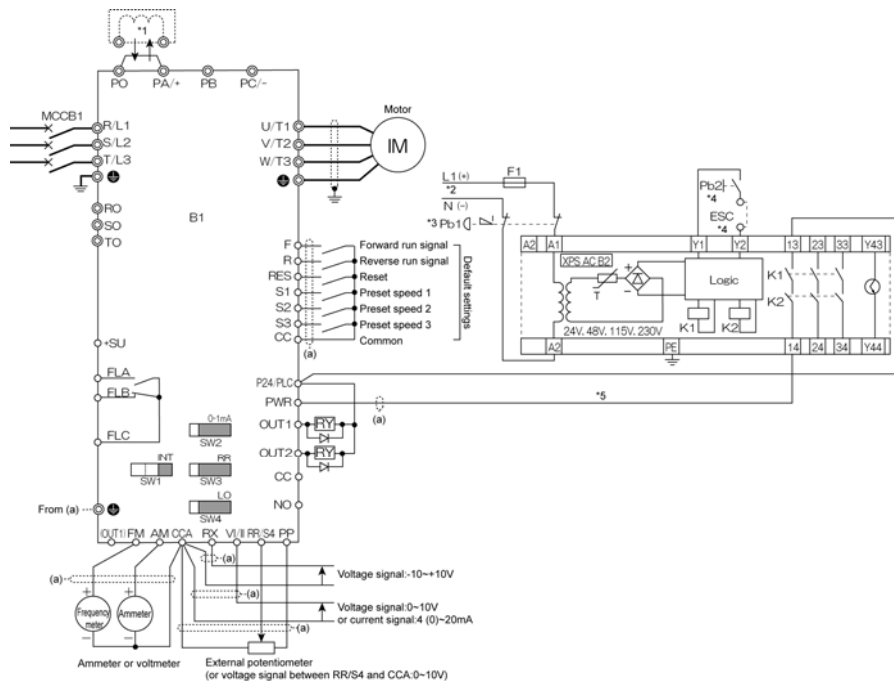 *1
PO PA/+ PB PC/-
MCCB1
R/L1
S/L2
T/L3
U/T1
V/T2
W/T3
Motor
IM
RO
SO
TO
B1
F Forward run signal
R Reverse run signal
RES Reset
S1 Preset speed 1
S2 Preset speed 2
S3 Preset speed 3
CC Common
(a)
Default settings
L1 (+)
F1
*2
N (−)
*3 Pb1
Pb2
*4
ESC
*4
A2 A1 Y1 Y2 13 23 33 Y43
XPS AC B2
T
+
−
Logic
K1
K2
K1 K2
24V. 48V. 115V. 230V
A2 PE 14 24 34 Y44
+SU
FLA
FLB
FLC
P24/PLC
PWR
(a)
*5
OUT1 RY
OUT2 RY
CC
NO
0-1mA
SW2
INT
SW1
RR
SW3
LO
SW4
From (a)
(OUT1) FM AM CCA RX VI/II RR/S4 PP
(a)
(a)
(a)
(a)
+ +
Frequency meter
Ammeter
− −
Voltage signal:-10~+10V
Voltage signal:0~10V
or current signal:4 (0)~20mA
Ammeter or voltmeter
External potentiometer
(or voltage signal between RR/S4 and CCA:0~10V)